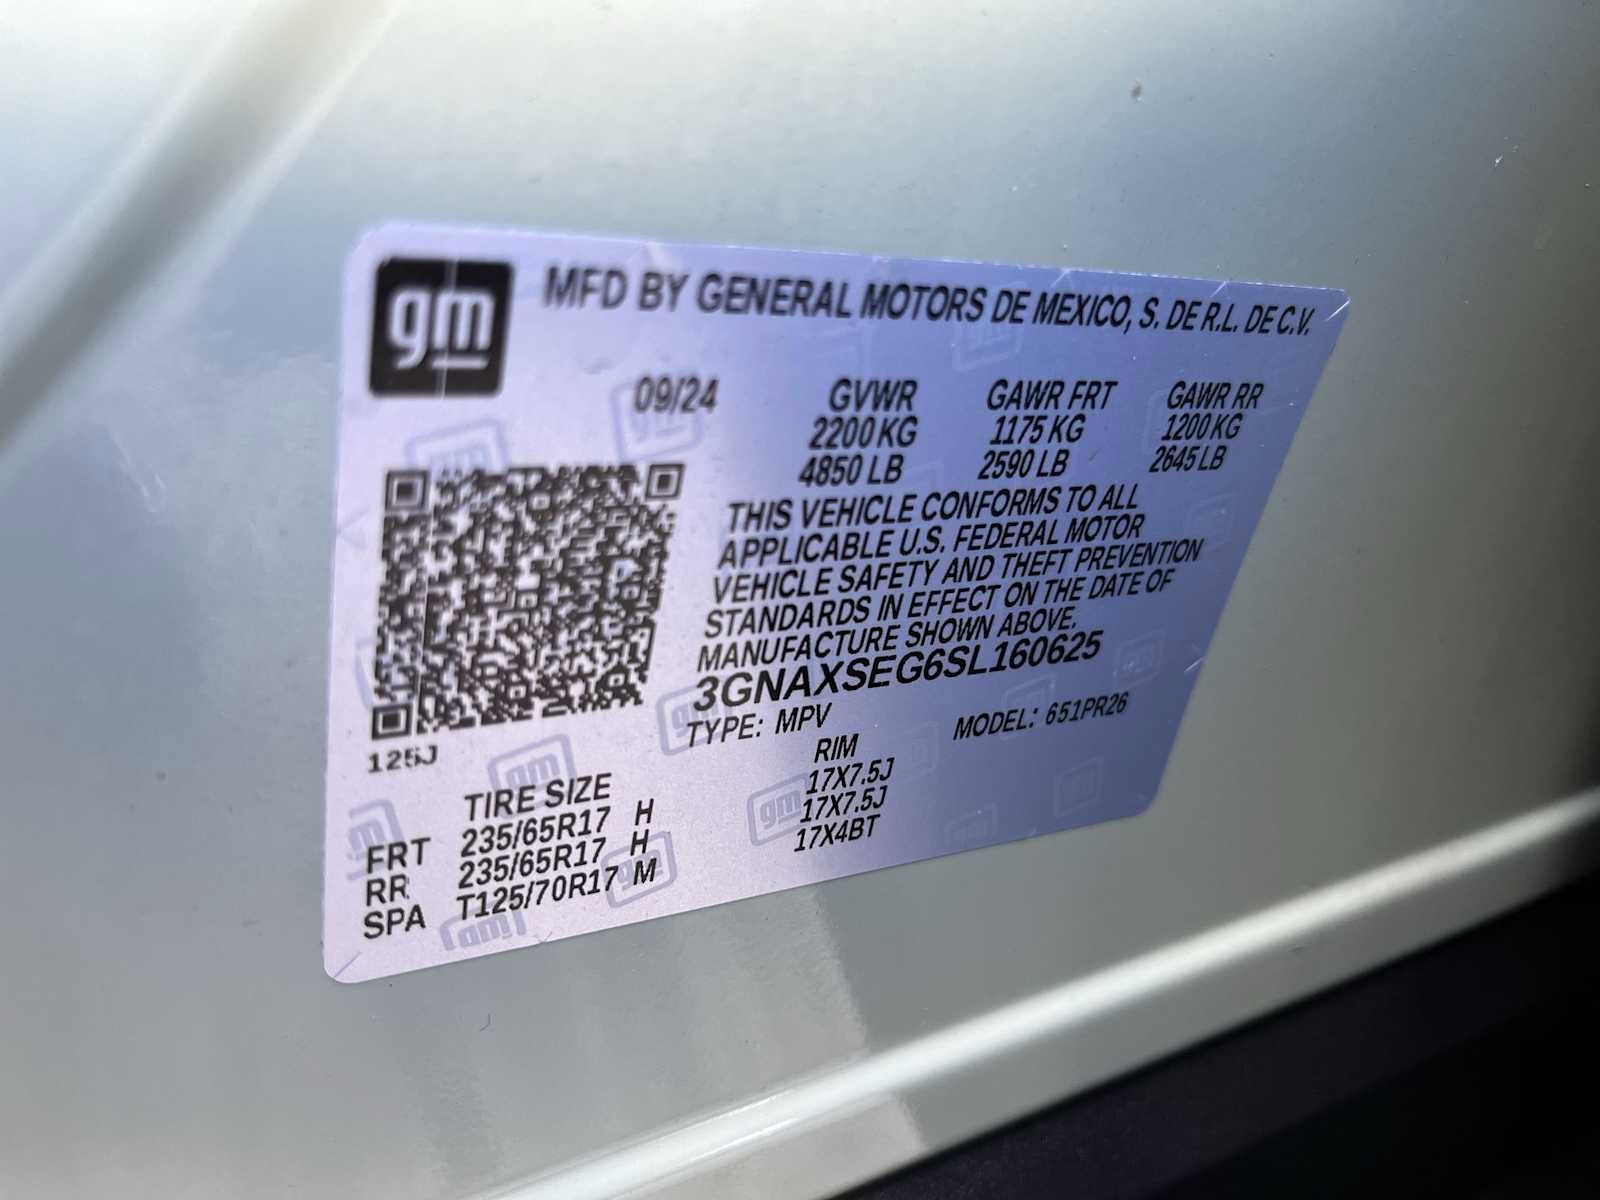 gm
MFD BY GENERAL MOTORS DE MEXICO, S. DE R.L. DE C.V.
09/24 GVWR GAWR FRT GAWR RR
2200 KG 1175 KG 1200 KG
4850 LB 2590 LB 2645 LB
THIS VEHICLE CONFORMS TO ALL
APPLICABLE U.S. FEDERAL MOTOR
VEHICLE SAFETY AND THEFT PREVENTION
STANDARDS IN EFFECT ON THE DATE OF
MANUFACTURE SHOWN ABOVE.
3GNAXSEG6SL160625
TYPE: MPV MODEL: 651PR26
125J
TIRE SIZE RIM
FRT 235/65R17 H 17X7.5J
RR 235/65R17 H 17X7.5J
SPA T125/70R17 M 17X4BT